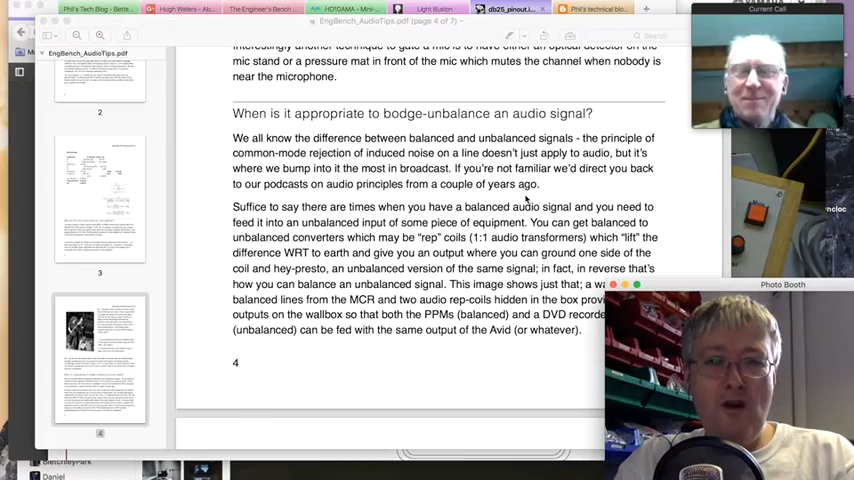 Phil's Tech Blog - Bette...
Hugh Waters - Big...
The Engineer's Bench
HD1GAMA – Mini-...
Light Illusion
db25_pinout.i...
Phil's technical blo...
EngBench_AudioTips.pdf (page 4 of 7)
Search
Current Call
EngBench_AudioTips.pdf
Interestingly another technique to gate a mic is to have either an optical detector on the
mic stand or a pressure mat in front of the mic which mutes the channel when nobody is
near the microphone.
When is it appropriate to bodge-unbalance an audio signal?
We all know the difference between balanced and unbalanced signals - the principle of
common-mode rejection of induced noise on a line doesn't just apply to audio, but it's
where we bump into it the most in broadcast. If you're not familiar we'd direct you back
to our podcasts on audio principles from a couple of years ago.
Suffice to say there are times when you have a balanced audio signal and you need to
feed it into an unbalanced input of some piece of equipment. You can get balanced to
unbalanced converters which may be "rep" coils (1:1 audio transformers) which "lift" the
difference WRT to earth and give you an output where you can ground one side of the
coil and hey-presto, an unbalanced version of the same signal; in fact, in reverse that's
how you can balance an unbalanced signal. This image shows just that; a wa
balanced lines from the MCR and two audio rep-coils hidden in the box provi
outputs on the wallbox so that both the PPMs (balanced) and a DVD recorde
(unbalanced) can be fed with the same output of the Avid (or whatever).
4
2
3
4
Photo Booth
BletchleyPark
Daniel